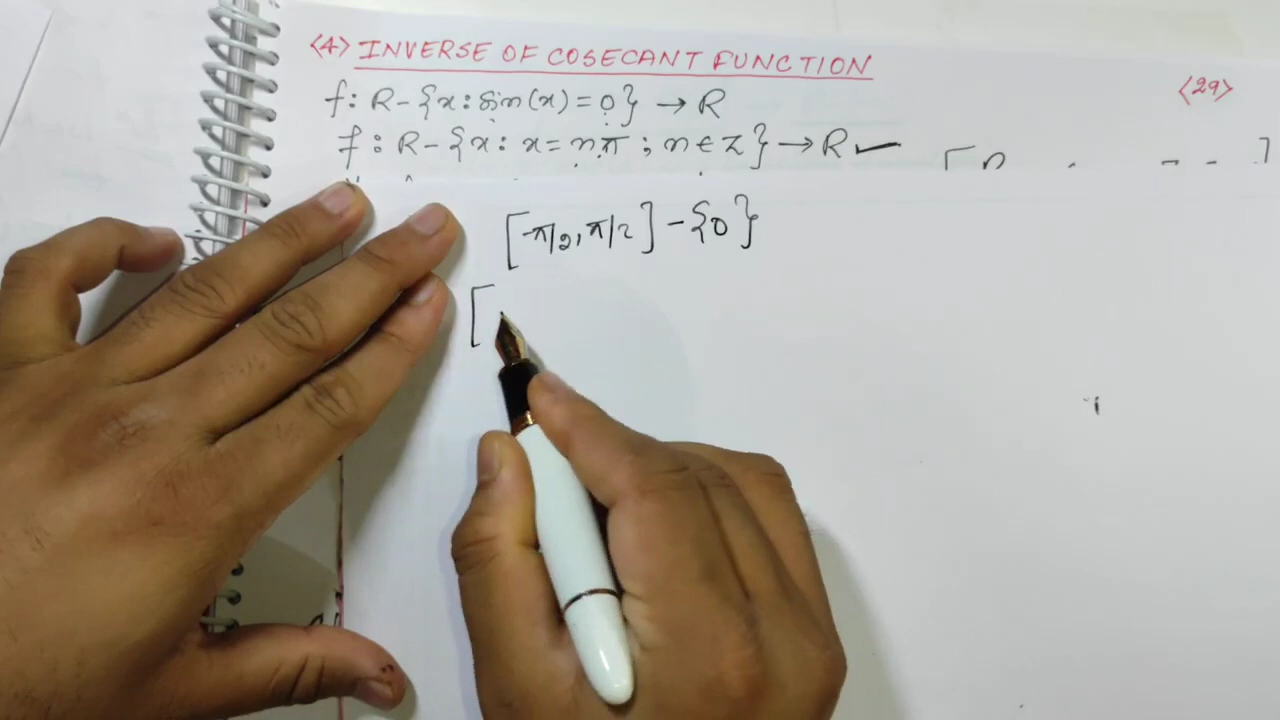 <4> INVERSE OF COSECANT FUNCTION
<29>
f: R-{x: sin(x)=0} → R
f: R-{x: x=nπ ; n∈Z} → R ✓
[-π/2, π/2] - {0}
[